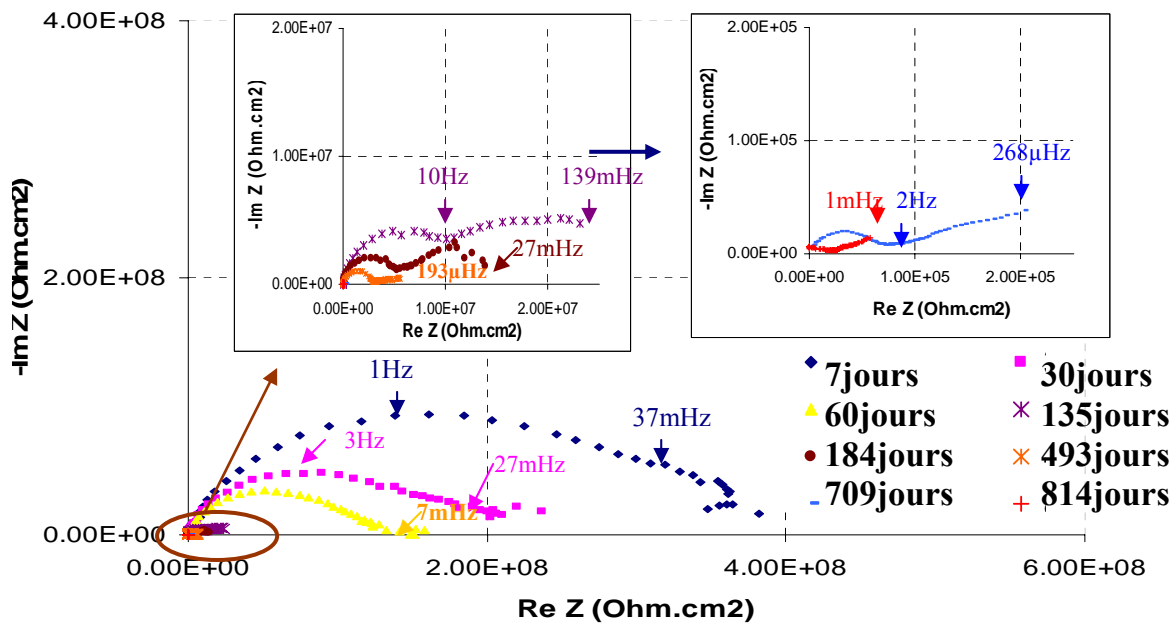 4.00E+08
2.00E+08
0.00E+00
-Im Z (Ohm.cm2)
0.00E+00 2.00E+08 4.00E+08 6.00E+08
Re Z (Ohm.cm2)
2.00E+07
1.00E+07
0.00E+00
-Im Z (Ohm.cm2)
10Hz
139mHz
27mHz
193µHz
0.00E+00 1.00E+07 2.00E+07
Re Z (Ohm.cm2)
2.00E+05
1.00E+05
0.00E+00
-Im Z (Ohm.cm2)
268µHz
1mHz
2Hz
0.00E+00 1.00E+05 2.00E+05
Re Z (Ohm.cm2)
1Hz
37mHz
3Hz
27mHz
7mHz
7jours 30jours
60jours 135jours
184jours 493jours
709jours 814jours